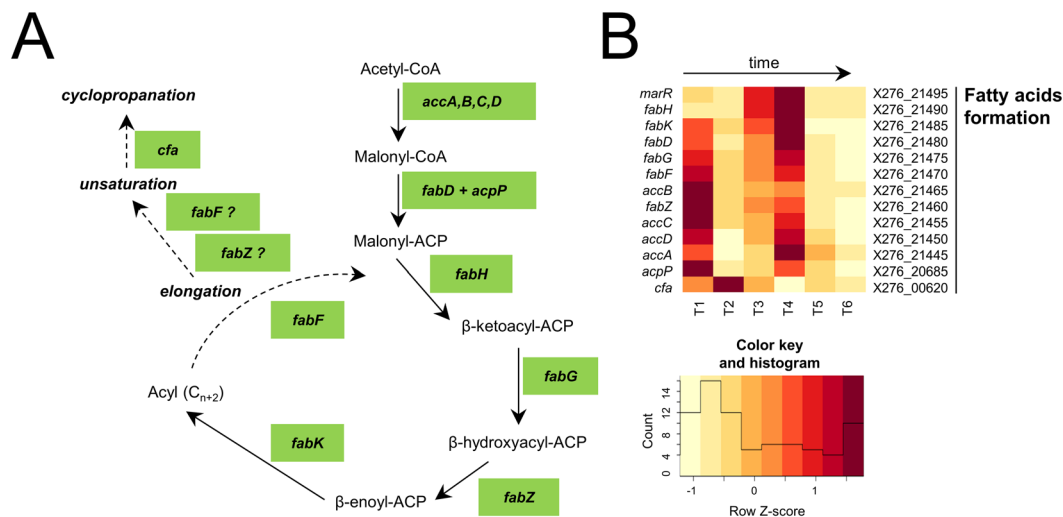 A
Acetyl-CoA
accA,B,C,D
cyclopropanation
cfa
Malonyl-CoA
unsaturation
fabD + acpP
fabF ?
Malonyl-ACP
fabZ ?
fabH
elongation
fabF
β-ketoacyl-ACP
fabG
Acyl (Cn+2)
fabK
β-hydroxyacyl-ACP
fabZ
β-enoyl-ACP
B
time
marR X276_21495
fabH X276_21490
fabK X276_21485
fabD X276_21480
fabG X276_21475
fabF X276_21470
accB X276_21465
fabZ X276_21460
accC X276_21455
accD X276_21450
accA X276_21445
acpP X276_20685
cfa X276_00620
Fatty acids
formation
T1 T2 T3 T4 T5 T6
Color key
and histogram
Count
0 4 8 12 14
-1 0 1
Row Z-score